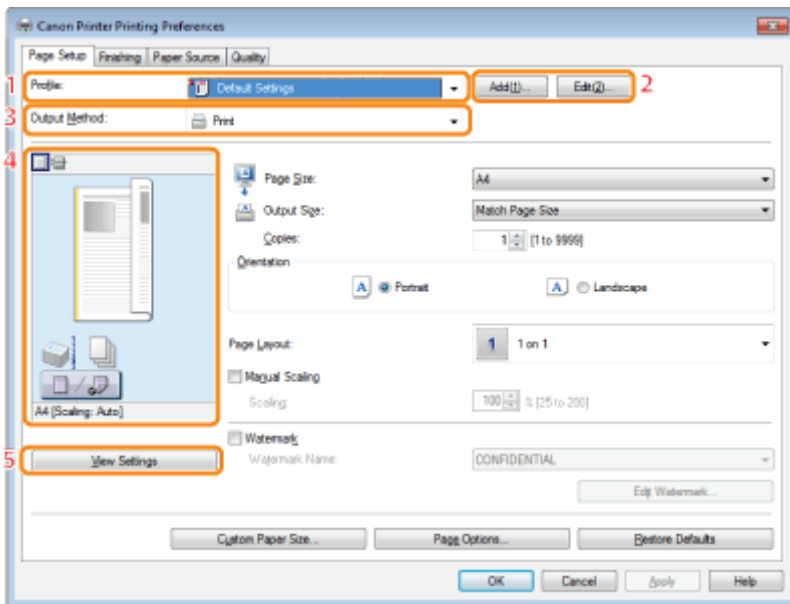 Canon Printer Printing Preferences
Page Setup Finishing Paper Source Quality
1 Profile: Default Settings Add(1)... Edit(2)... 2
3 Output Method: Print
4
Page Size: A4
Output Size: Match Page Size
Copies: 1 [1 to 9999]
Orientation
A Portrait A Landscape
Page Layout: 1 1 on 1
Manual Scaling
Scaling: 100 % [25 to 200]
A4 [Scaling: Auto]
Watermark
5 View Settings Watermark Name: CONFIDENTIAL
Edit Watermark...
Custom Paper Size... Page Options... Restore Defaults
OK Cancel Apply Help